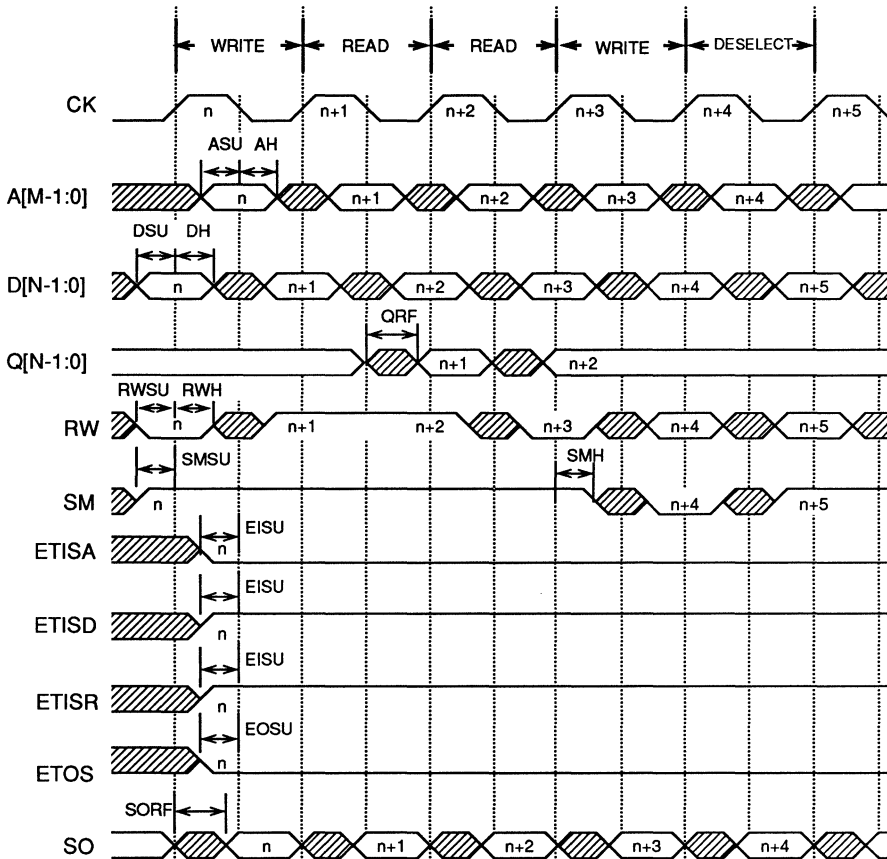 WRITE READ READ WRITE DESELECT
CK n n+1 n+2 n+3 n+4 n+5
ASU AH
A[M-1:0] n n+1 n+2 n+3 n+4
DSU DH
D[N-1:0] n n+1 n+2 n+3 n+4 n+5
QRF
Q[N-1:0] n+1 n+2
RWSU RWH
RW n n+1 n+2 n+3 n+4 n+5
SMSU SMH
SM n n+4 n+5
EISU
ETISA n
EISU
ETISD n
EISU
ETISR n
EOSU
ETOS n
SORF
SO n n+1 n+2 n+3 n+4